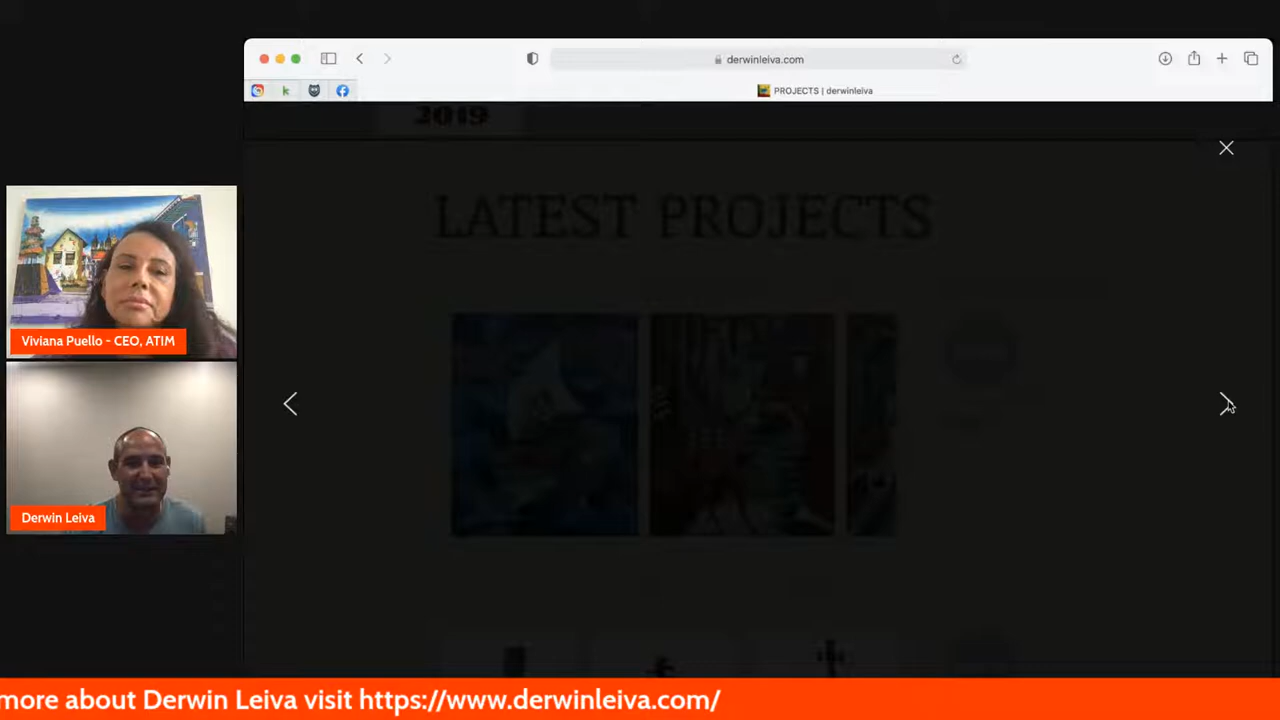 derwinleiva.com
PROJECTS | derwinleiva
2019
LATEST PROJECTS
Viviana Puello - CEO, ATIM
Derwin Leiva
more about Derwin Leiva visit https://www.derwinleiva.com/